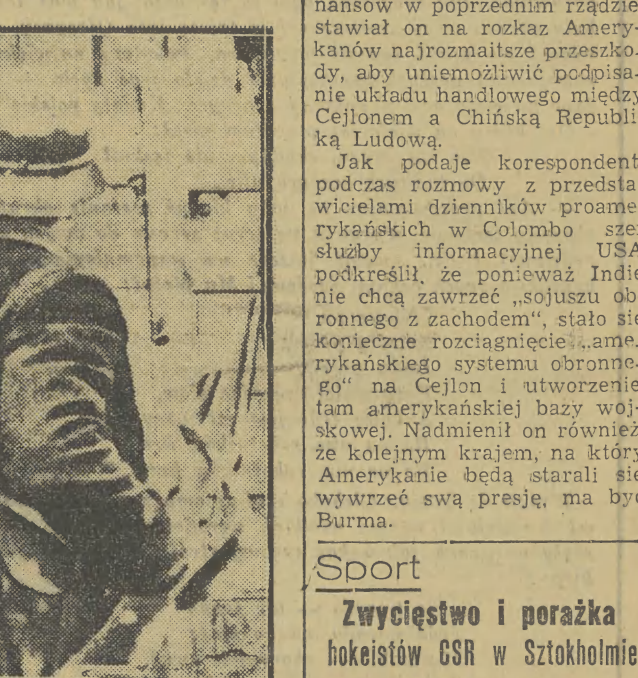 nansów w poprzednim rządzie
stawiał on na rozkaz Amery-
kanów najrozmaitsze przeszko-
dy, aby uniemożliwić podpisa-
nie układu handlowego między
Cejlonem a Chińską Republi
ką Ludową.
Jak podaje korespondent
podczas rozmowy z przedsta
wicielami dzienników proame
rykańskich w Colombo szef
służby informacyjnej USA
podkreślił, że ponieważ Indie
nie chcą zawrzeć „sojuszu ob
ronnego z zachodem“, stało się
konieczne rozciągnięcie „ame.
rykańskiego systemu obronne.
go“ na Cejlon i utworzenie
tam amerykańskiej bazy woj-
skowej. Nadmienił on również
że kolejnym krajem, na który
Amerykanie będą starali się
wywrzeć swą presję, ma być
Burma.
Sport
Zwycięstwo i porażka
hokeistów CSR w Sztokholmie